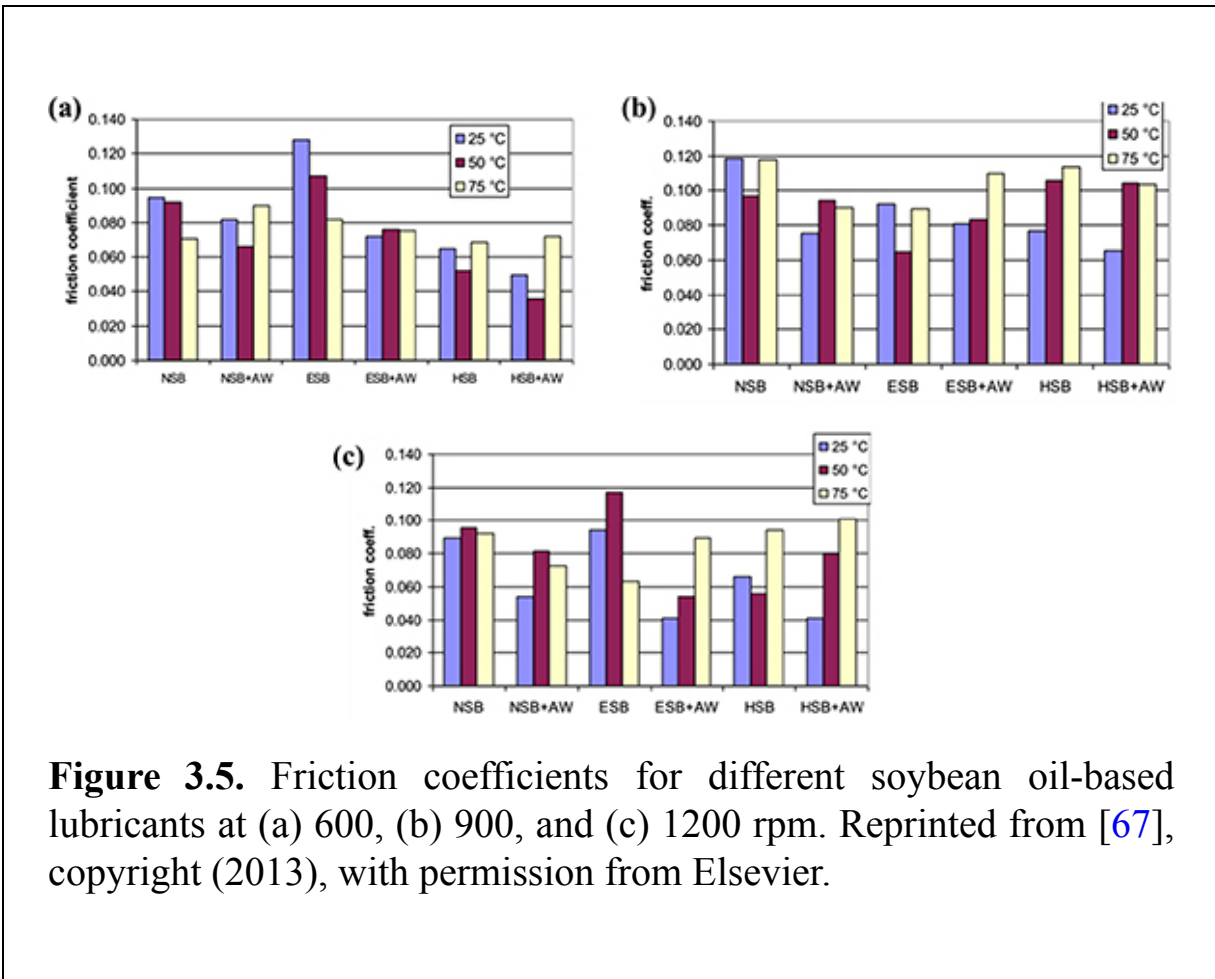 (a)
0.140
0.120
0.100
0.080
0.060
0.040
0.020
0.000
friction coefficient
25 °C
50 °C
75 °C
NSB NSB+AW ESB ESB+AW HSB HSB+AW
(b)
0.140
0.120
0.100
0.080
0.060
0.040
0.020
0.000
friction coeff.
25 °C
50 °C
75 °C
NSB NSB+AW ESB ESB+AW HSB HSB+AW
(c)
0.140
0.120
0.100
0.080
0.060
0.040
0.020
0.000
friction coeff.
25 °C
50 °C
75 °C
NSB NSB+AW ESB ESB+AW HSB HSB+AW
Figure 3.5. Friction coefficients for different soybean oil-based
lubricants at (a) 600, (b) 900, and (c) 1200 rpm. Reprinted from [67],
copyright (2013), with permission from Elsevier.